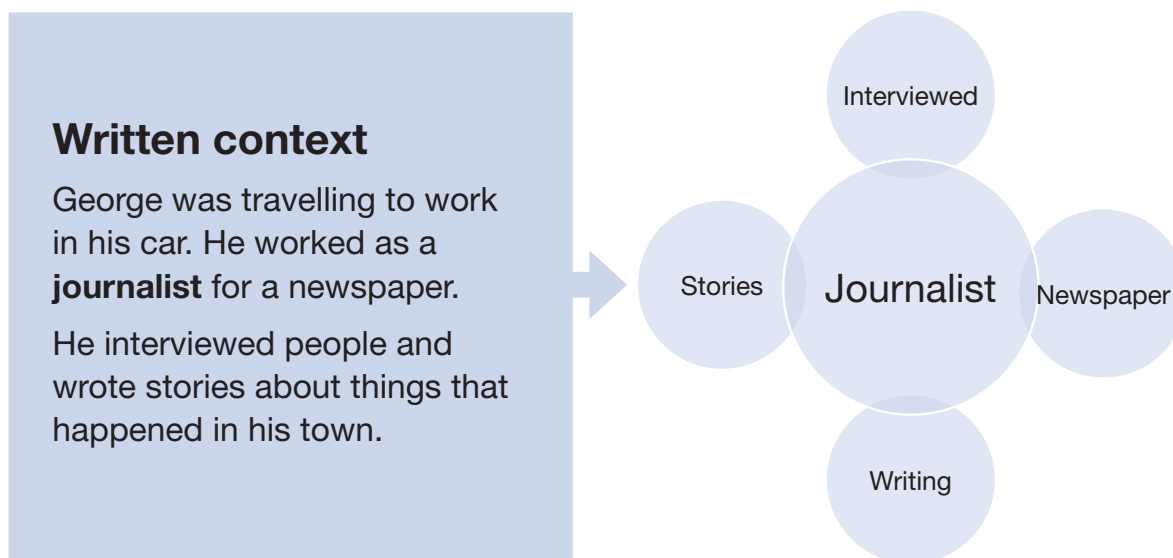 Written context
George was travelling to work
in his car. He worked as a
journalist for a newspaper.
He interviewed people and
wrote stories about things that
happened in his town.
Interviewed
Stories
Journalist
Newspaper
Writing